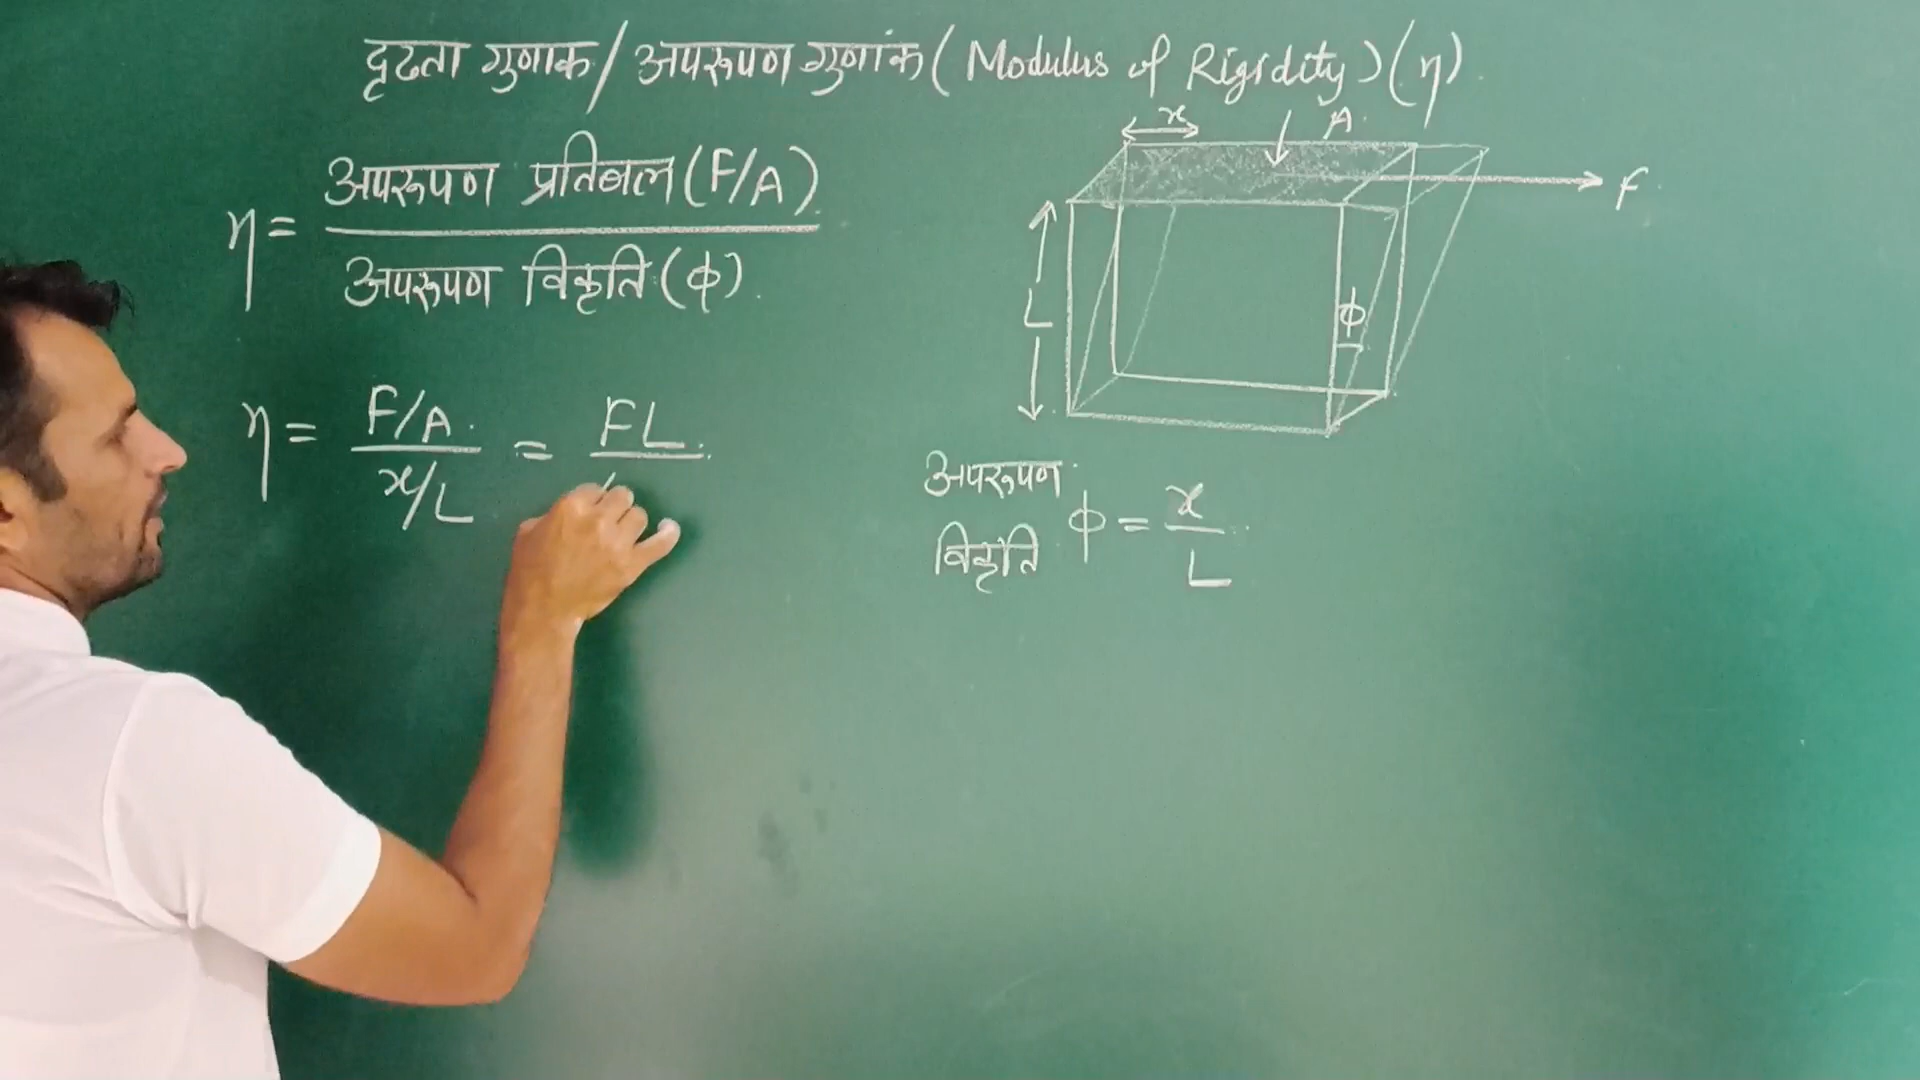 दृढता गुणांक / अपरूपण गुणांक ( Modulus of Rigidity ) ( η ) .
η = अपरूपण प्रतिबल ( F/A ) / अपरूपण विकृति ( ϕ ) .
x
A
F
L
ϕ
η = F/A / x/L = FL /
अपरूपण विकृति ϕ = x / L